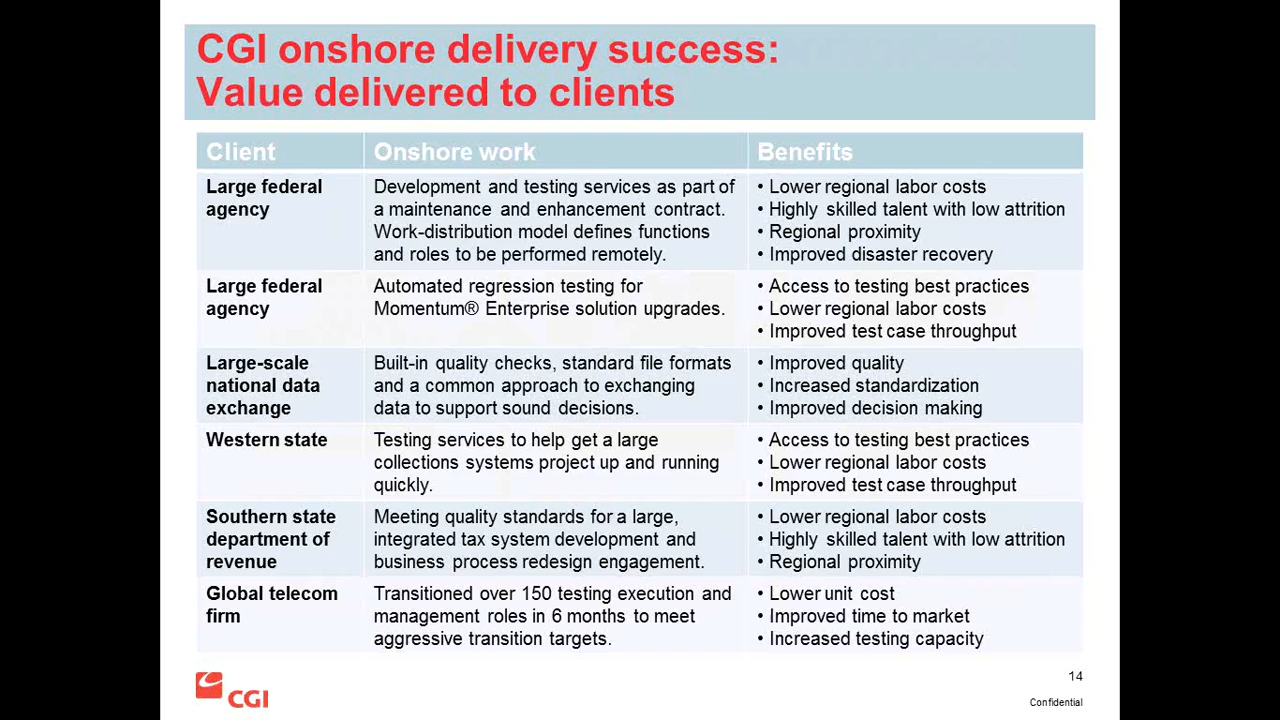 CGI onshore delivery success:
Value delivered to clients
Client
Onshore work
Benefits
Large federal
agency
Development and testing services as part of
a maintenance and enhancement contract.
Work-distribution model defines functions
and roles to be performed remotely.
• Lower regional labor costs
• Highly skilled talent with low attrition
• Regional proximity
• Improved disaster recovery
Large federal
agency
Automated regression testing for
Momentum® Enterprise solution upgrades.
• Access to testing best practices
• Lower regional labor costs
• Improved test case throughput
Large-scale
national data
exchange
Built-in quality checks, standard file formats
and a common approach to exchanging
data to support sound decisions.
• Improved quality
• Increased standardization
• Improved decision making
Western state
Testing services to help get a large
collections systems project up and running
quickly.
• Access to testing best practices
• Lower regional labor costs
• Improved test case throughput
Southern state
department of
revenue
Meeting quality standards for a large,
integrated tax system development and
business process redesign engagement.
• Lower regional labor costs
• Highly skilled talent with low attrition
• Regional proximity
Global telecom
firm
Transitioned over 150 testing execution and
management roles in 6 months to meet
aggressive transition targets.
• Lower unit cost
• Improved time to market
• Increased testing capacity
14
CGI
Confidential